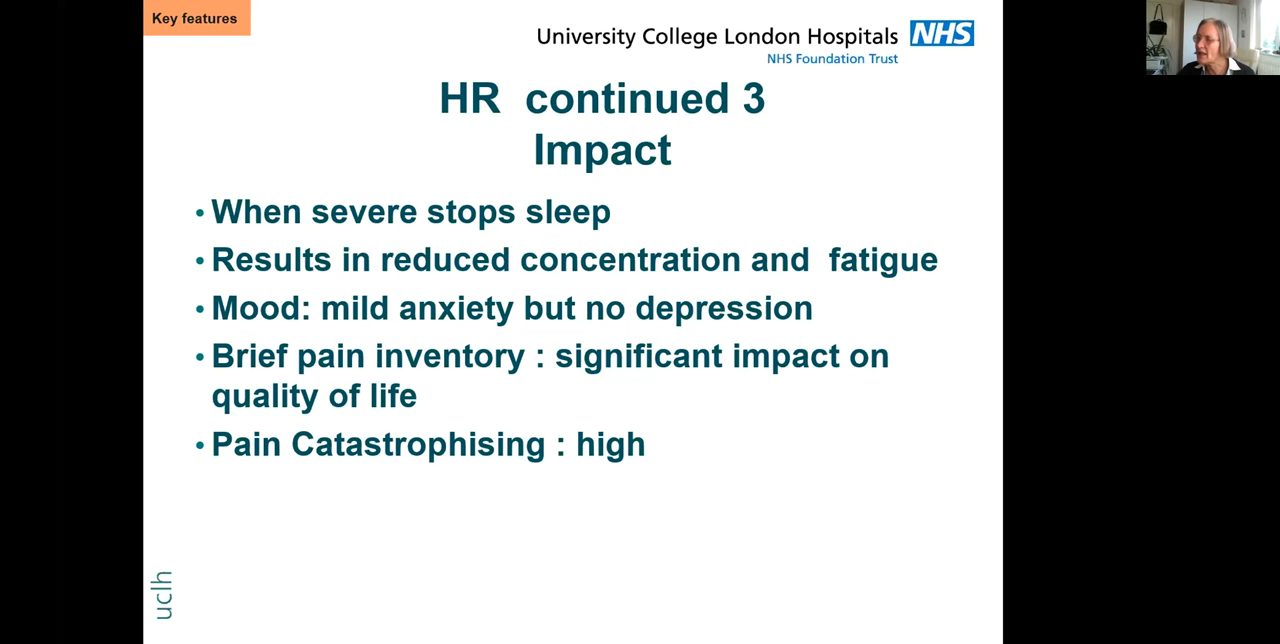 Key features
University College London Hospitals NHS
NHS Foundation Trust
HR continued 3
Impact
• When severe stops sleep
• Results in reduced concentration and fatigue
• Mood: mild anxiety but no depression
• Brief pain inventory : significant impact on
quality of life
• Pain Catastrophising : high
uclh